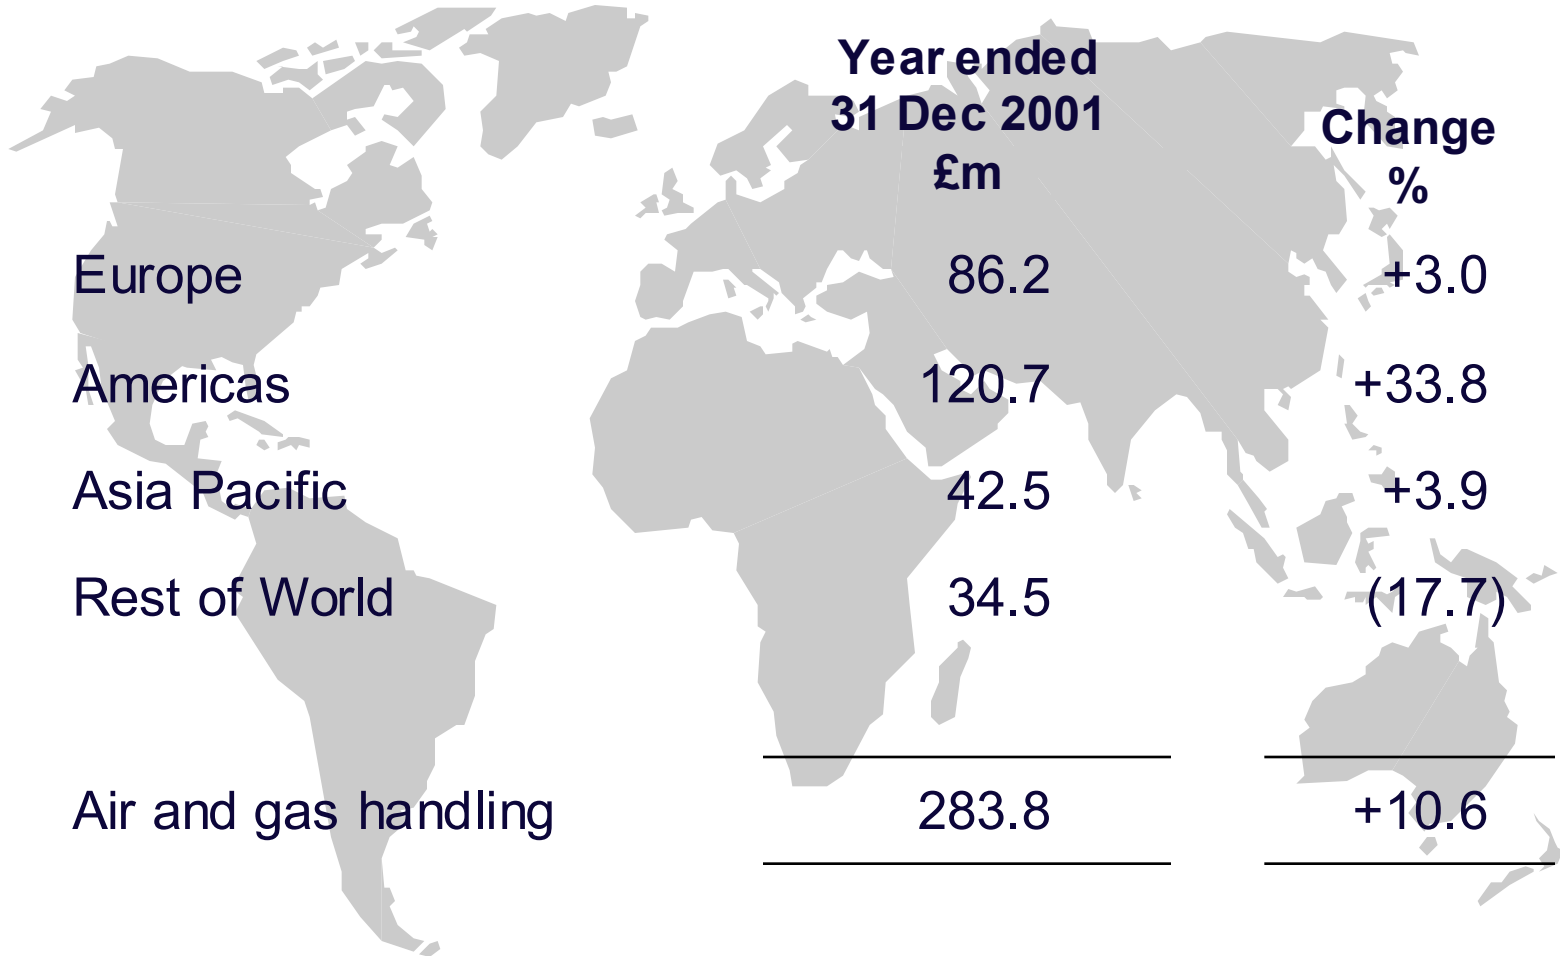 Year ended
31 Dec 2001
£m
Change
%
Europe 86.2 +3.0
Americas 120.7 +33.8
Asia Pacific 42.5 +3.9
Rest of World 34.5 (17.7)
Air and gas handling 283.8 +10.6